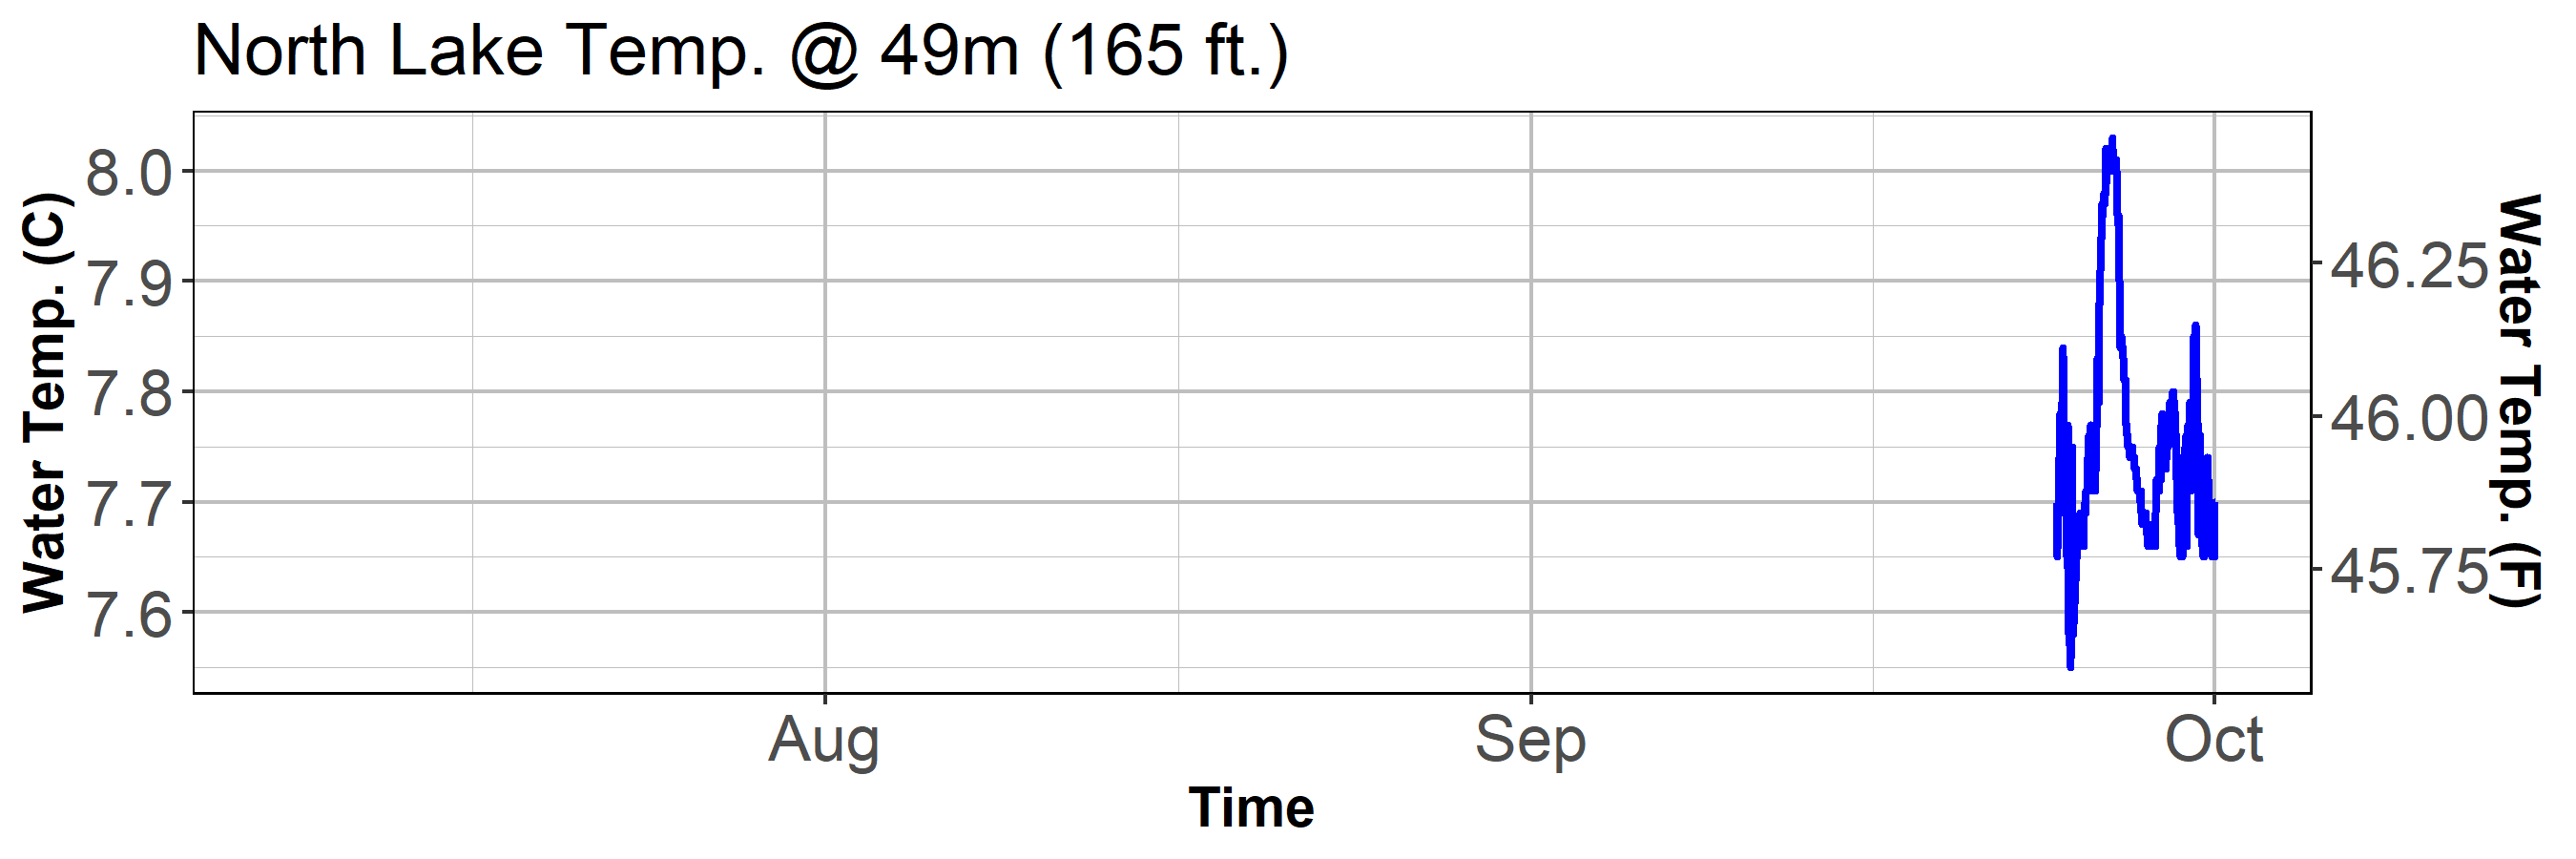 North Lake Temp. @ 49m (165 ft.)
Water Temp. (C)
8.0
7.9
7.8
7.7
7.6
46.25
46.00
45.75
Water Temp. (F)
Aug
Sep
Oct
Time